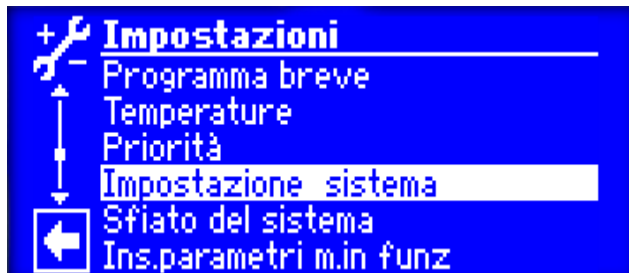 Impostazioni
Programma breve
Temperature
Priorità
Impostazione sistema
Sfiato del sistema
Ins.parametri m.in funz